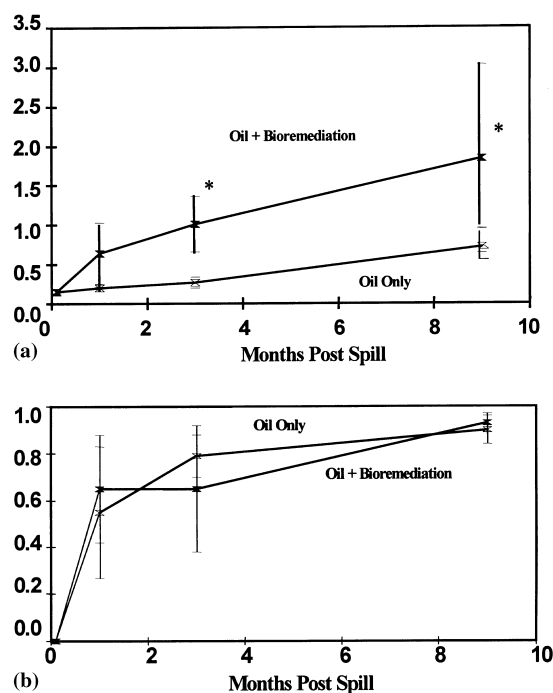 3.5
3.0
2.5
2.0
1.5
1.0
0.5
0.0
*
*
Oil + Bioremediation
Oil Only
0 2 4 6 8 10
(a)
Months Post Spill
1.0
0.8
0.6
0.4
0.2
0.0
Oil Only
Oil + Bioremediation
0 2 4 6 8 10
(b)
Months Post Spill